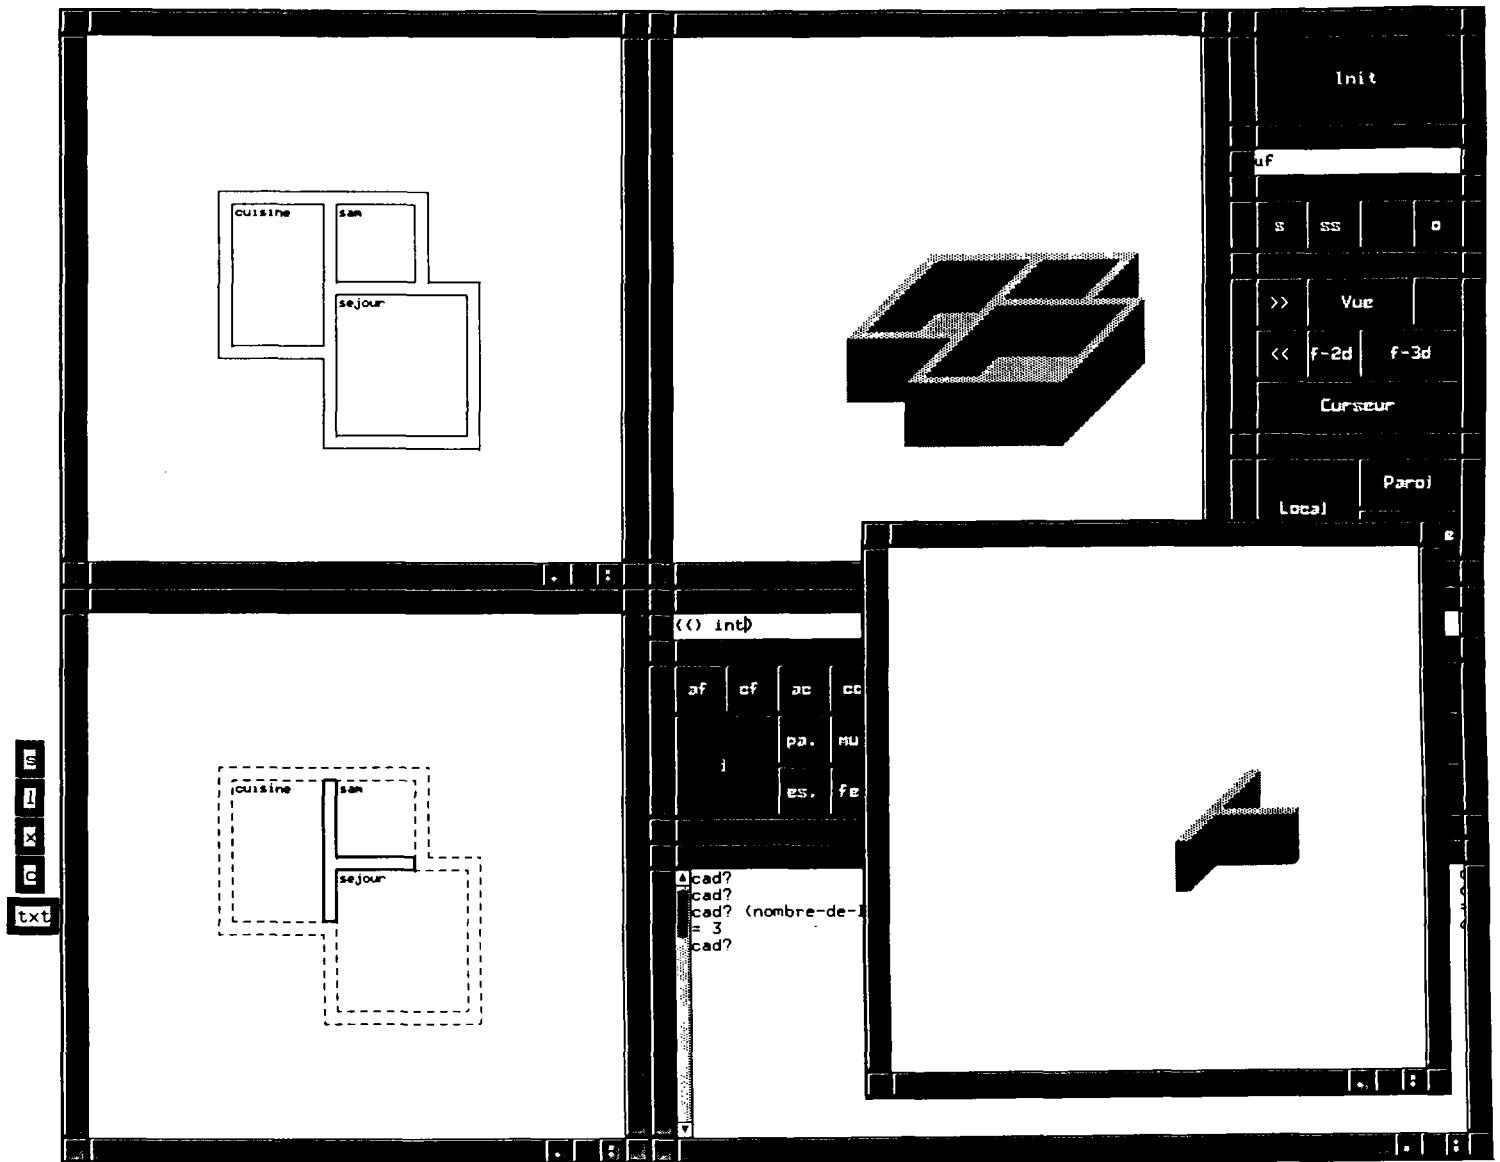 Init
uf
s ss o
>> Vue
<< f-2d f-3d
Curseur
Local Paroi
e
cuisine sam
sejour
(() int)
af cf ac cc
pa. mu
i
es. fe
cuisine sam
sejour
s
l
x
c
txt
cad?
cad?
cad? (nombre-de-
= 3
cad?